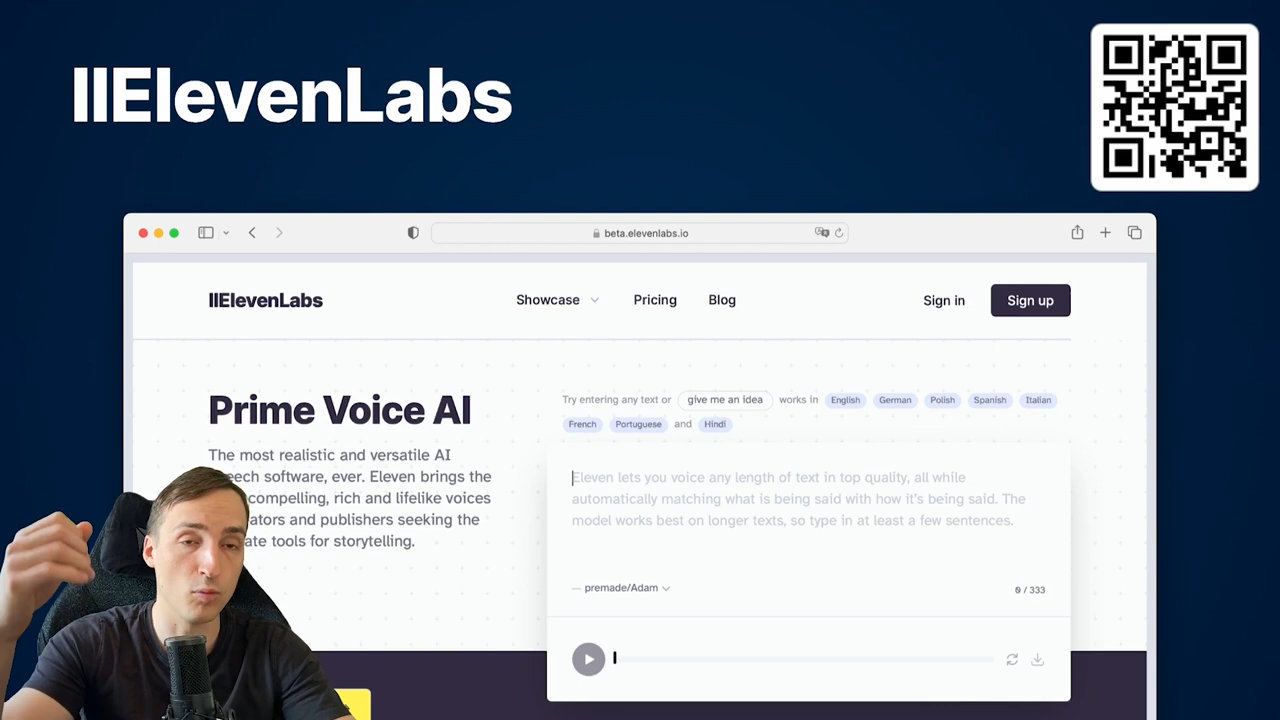 IIElevenLabs
beta.elevenlabs.io
IIElevenLabs
Showcase Pricing Blog Sign in Sign up
Prime Voice AI
The most realistic and versatile AI
eech software, ever. Eleven brings the
compelling, rich and lifelike voices
ators and publishers seeking the
ate tools for storytelling.
Try entering any text or give me an idea works in English German Polish Spanish Italian
French Portuguese and Hindi
Eleven lets you voice any length of text in top quality, all while
automatically matching what is being said with how it's being said. The
model works best on longer texts, so type in at least a few sentences.
— premade/Adam
0 / 333